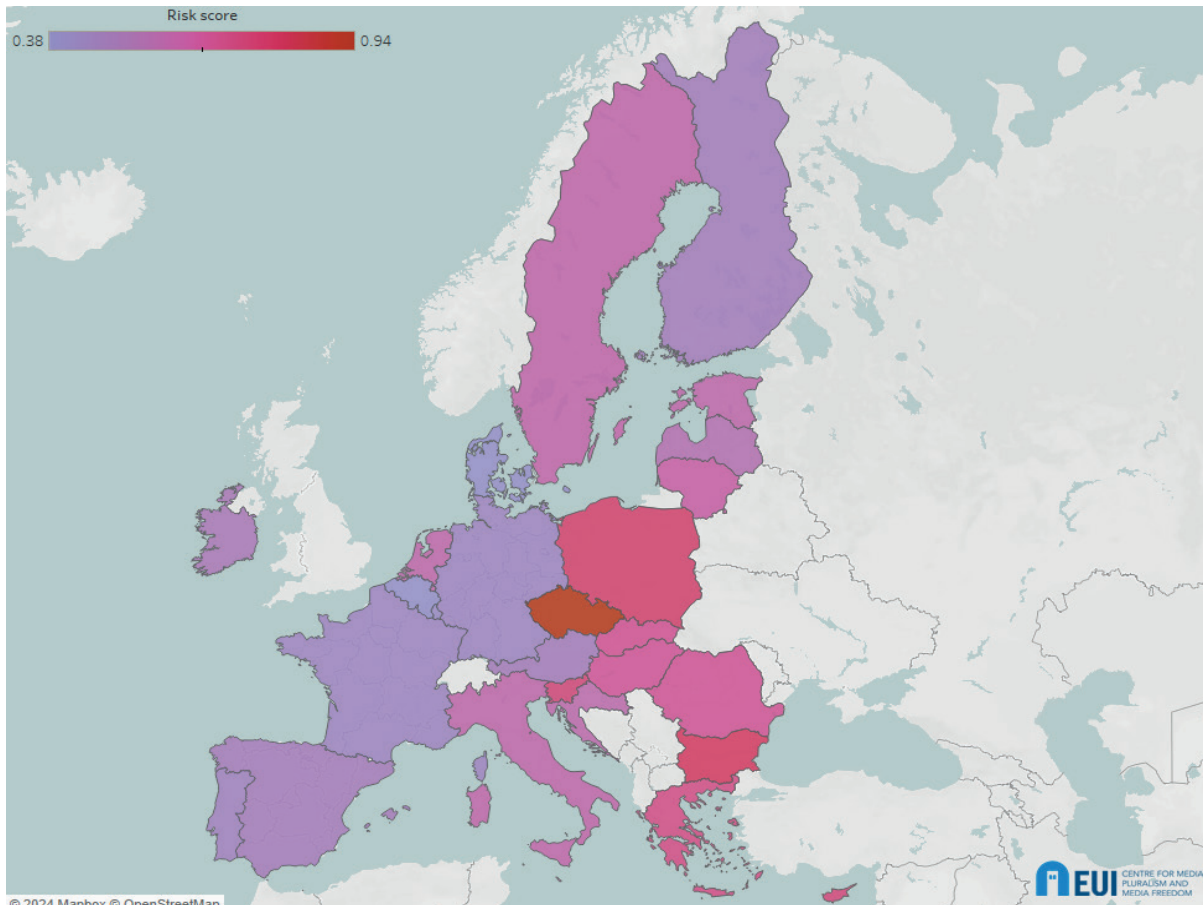 Risk score
0.38
0.94
EUI
CENTRE FOR MEDIA
PLURALISM AND
MEDIA FREEDOM
© 2024 Mapbox © OpenStreetMap